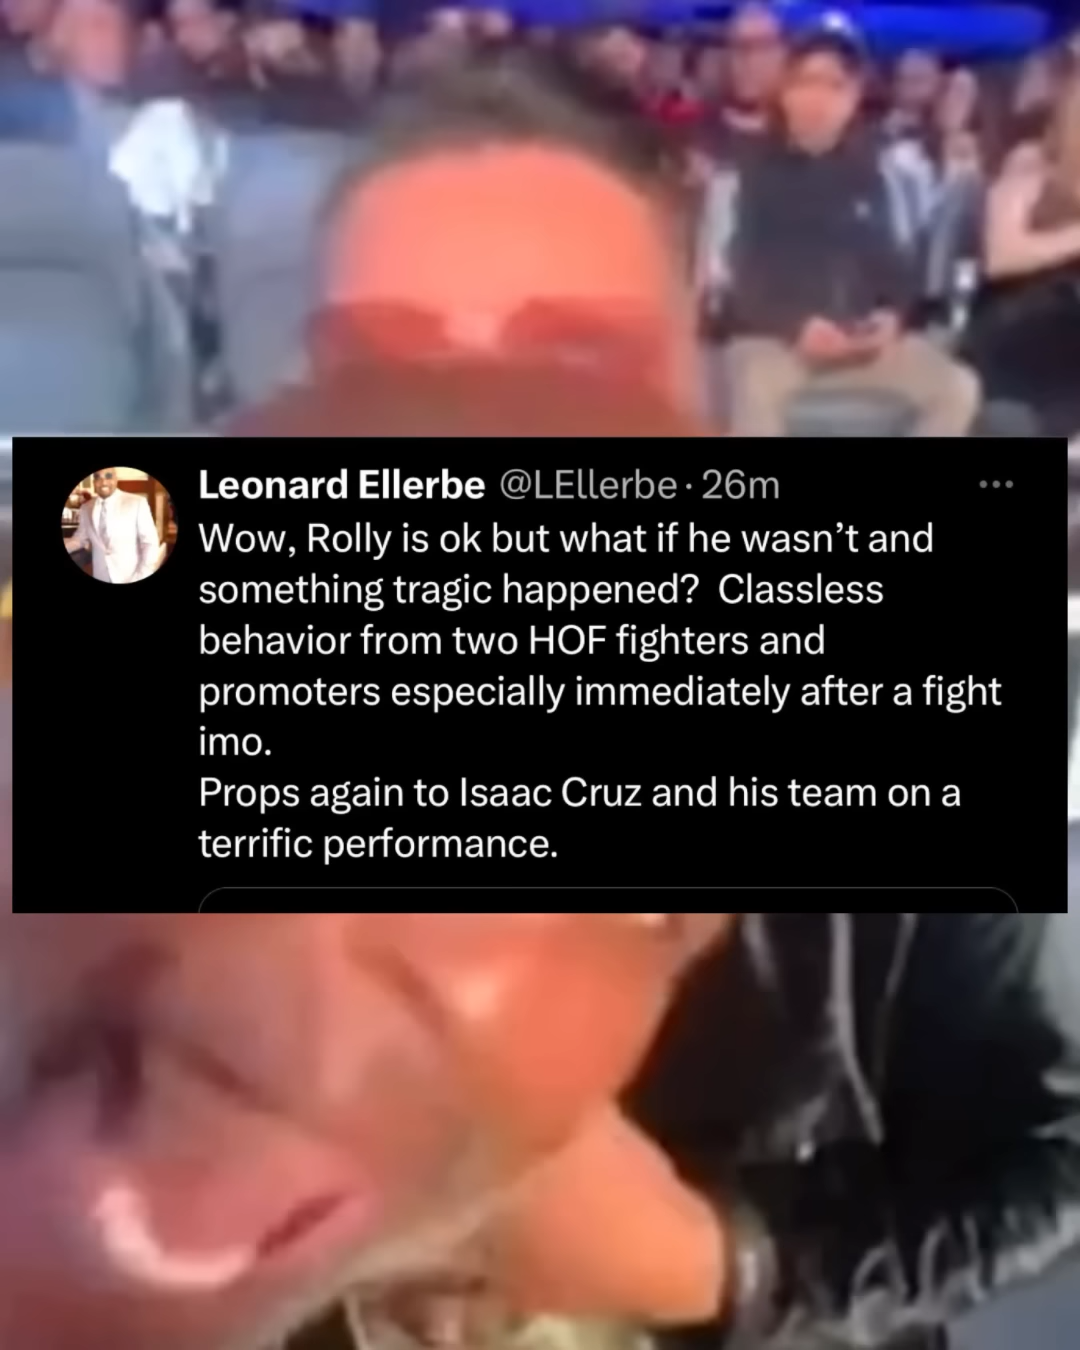 Leonard Ellerbe @LEllerbe · 26m
Wow, Rolly is ok but what if he wasn’t and
something tragic happened?  Classless
behavior from two HOF fighters and
promoters especially immediately after a fight
imo.
Props again to Isaac Cruz and his team on a
terrific performance.